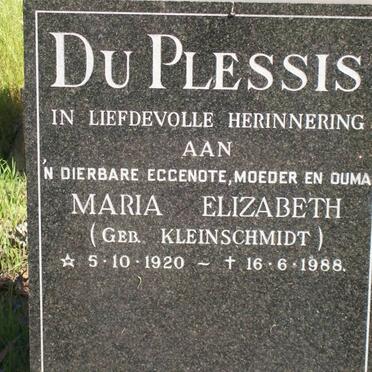 DU PLESSIS
IN LIEFDEVOLLE HERINNERING
AAN
'N DIERBARE EGGENOTE, MOEDER EN OUMA
MARIA ELIZABETH
(GEB. KLEINSCHMIDT)
☆ 5·10·1920 – † 16·6·1988.